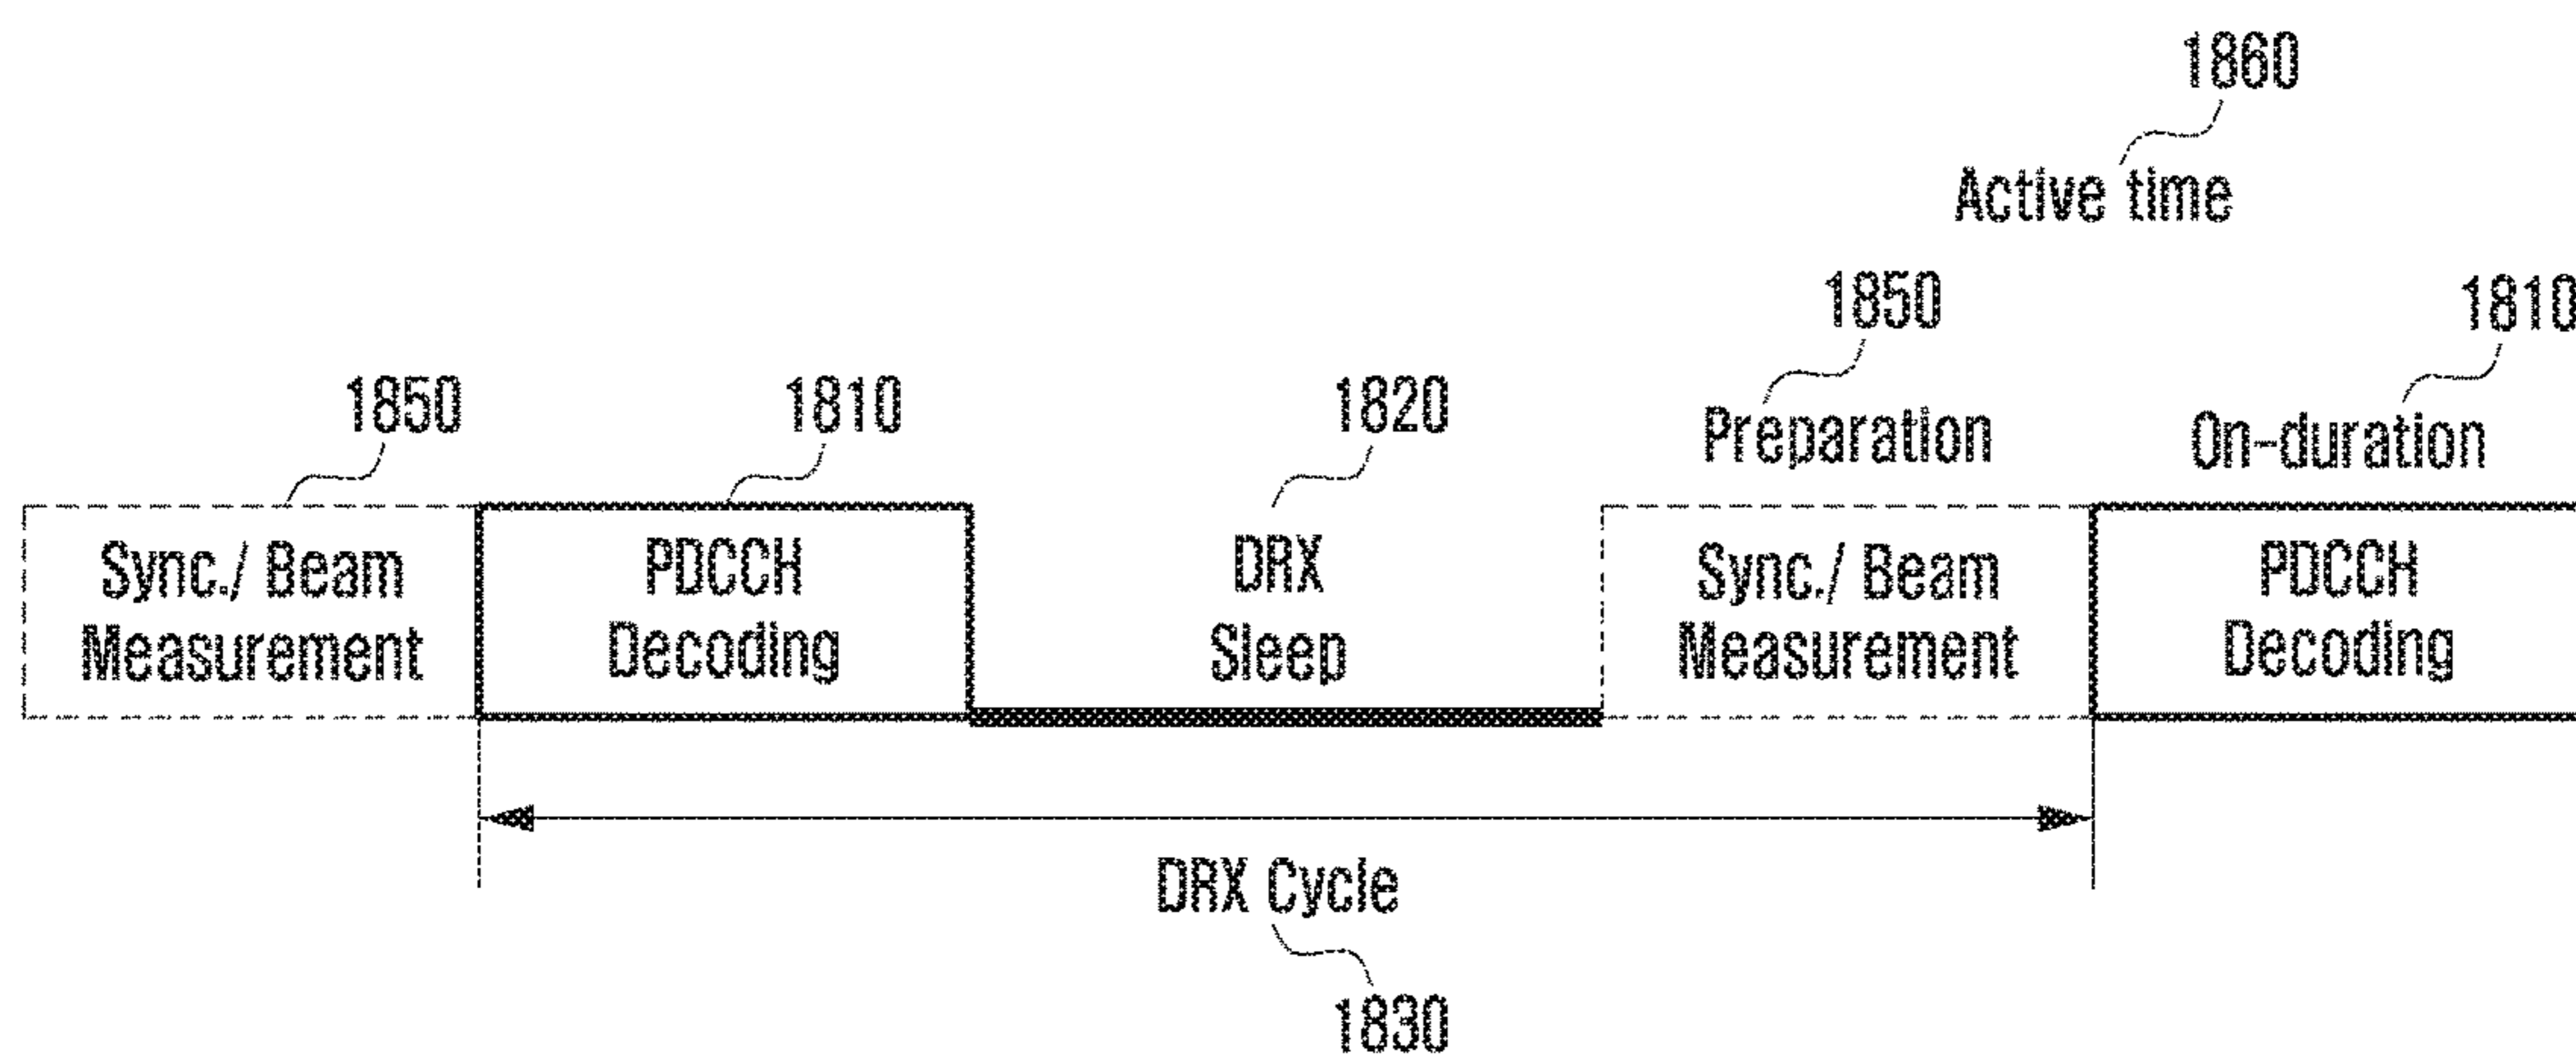 1860
Active time
1850
1810
1850
1810
1820
Preparation
On-duration
Sync./ Beam
Measurement
PDCCH
Decoding
DRX
Sleep
Sync./ Beam
Measurement
PDCCH
Decoding
DRX Cycle
1830